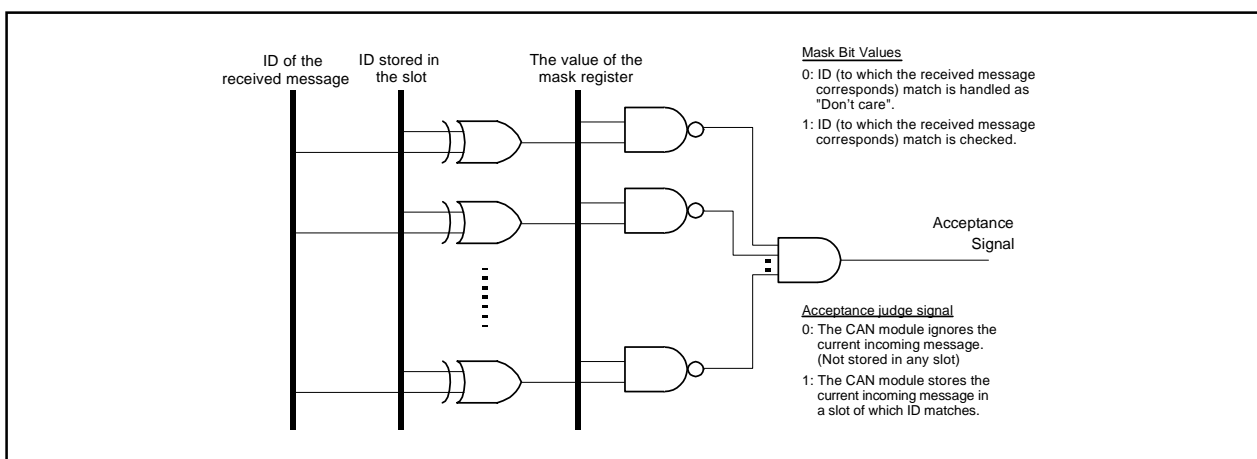 ID of the
received message
ID stored in
the slot
The value of the
mask register
Mask Bit Values
0: ID (to which the received message
corresponds) match is handled as
"Don't care".
1: ID (to which the received message
corresponds) match is checked.
Acceptance
Signal
Acceptance judge signal
0: The CAN module ignores the
current incoming message.
(Not stored in any slot)
1: The CAN module stores the
current incoming message in
a slot of which ID matches.